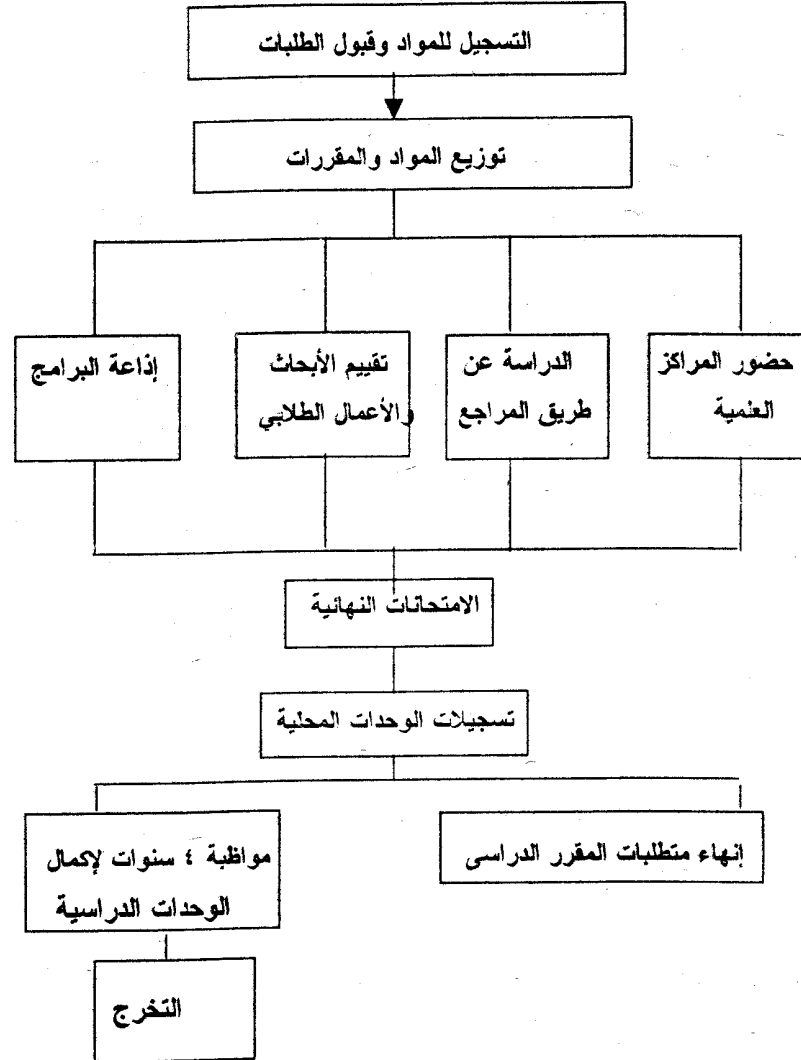 التسجيل للمواد وقبول الطلبات
توزيع المواد والمقررات
حضور المراكز
العلمية
الدراسة عن
طريق المراجع
تقييم الأبحاث
والأعمال الطلابي
إذاعة البرامج
الامتحانات النهائية
تسجيلات الوحدات المحلية
إنهاء متطلبات المقرر الدراسى
مواظبة ٤ سنوات لإكمال
الوحدات الدراسية
التخرج